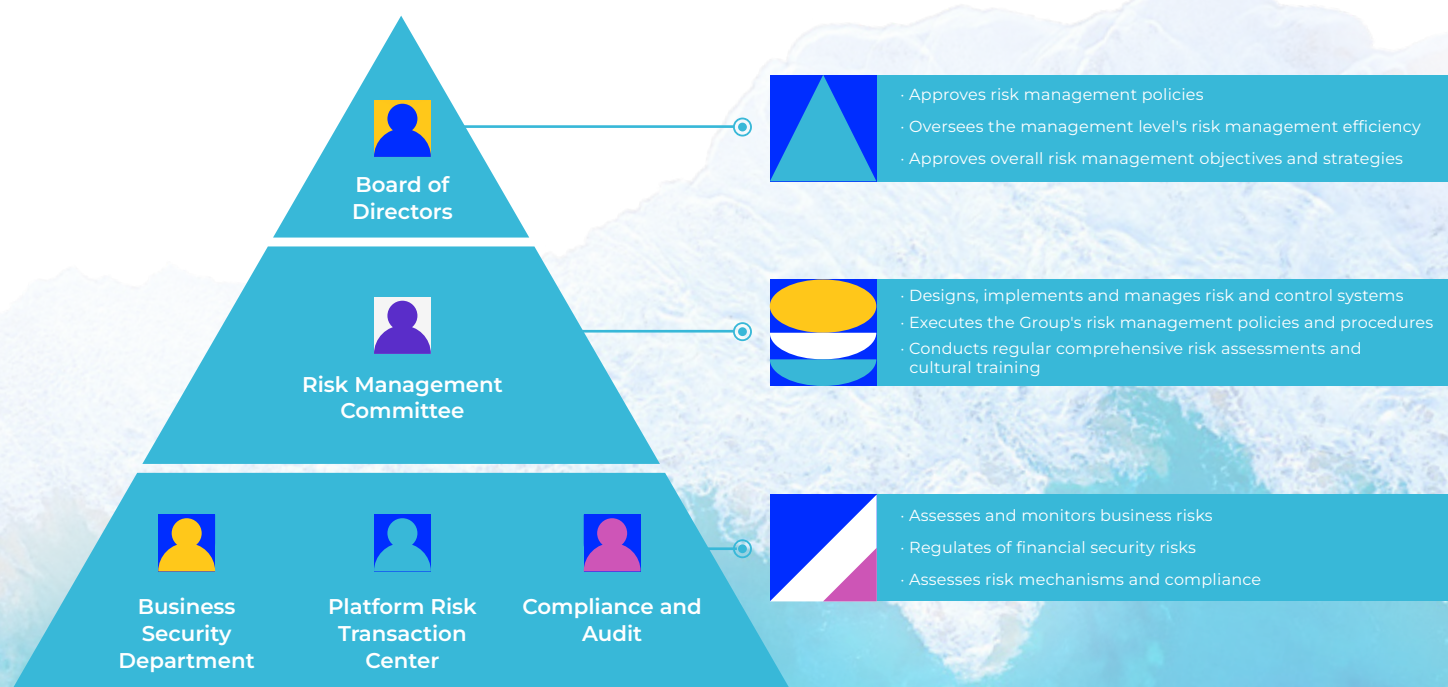 Board of
Directors
· Approves risk management policies
· Oversees the management level's risk management efficiency
· Approves overall risk management objectives and strategies
Risk Management
Committee
· Designs, implements and manages risk and control systems
· Executes the Group's risk management policies and procedures
· Conducts regular comprehensive risk assessments and
cultural training
Business
Security
Department
Platform Risk
Transaction
Center
Compliance and
Audit
· Assesses and monitors business risks
· Regulates of financial security risks
· Assesses risk mechanisms and compliance